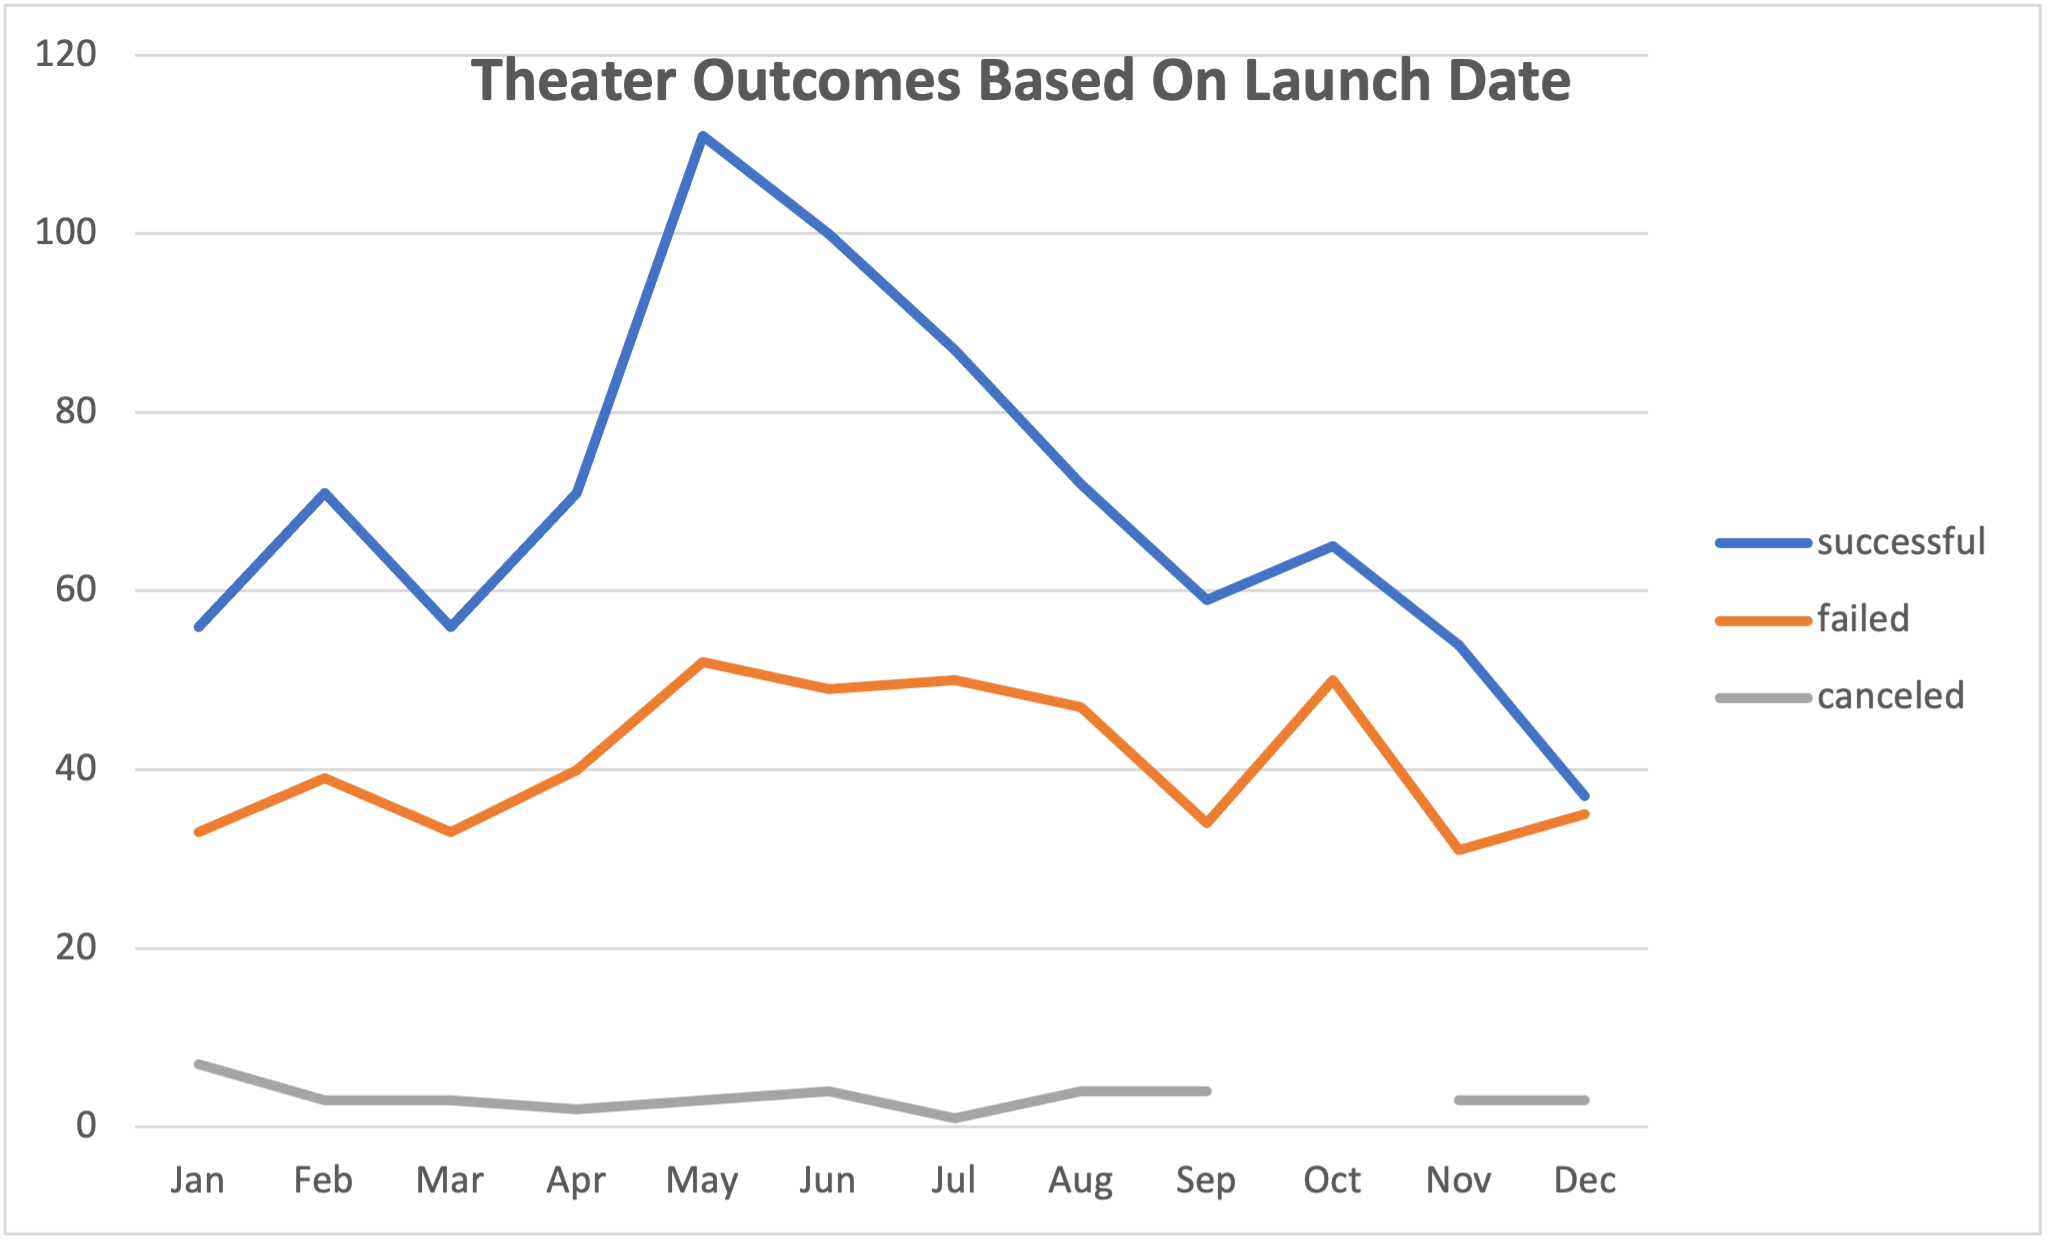 Theater Outcomes Based On Launch Date
120
100
80
60
40
20
0
Jan Feb Mar Apr May Jun Jul Aug Sep Oct Nov Dec
successful
failed
canceled